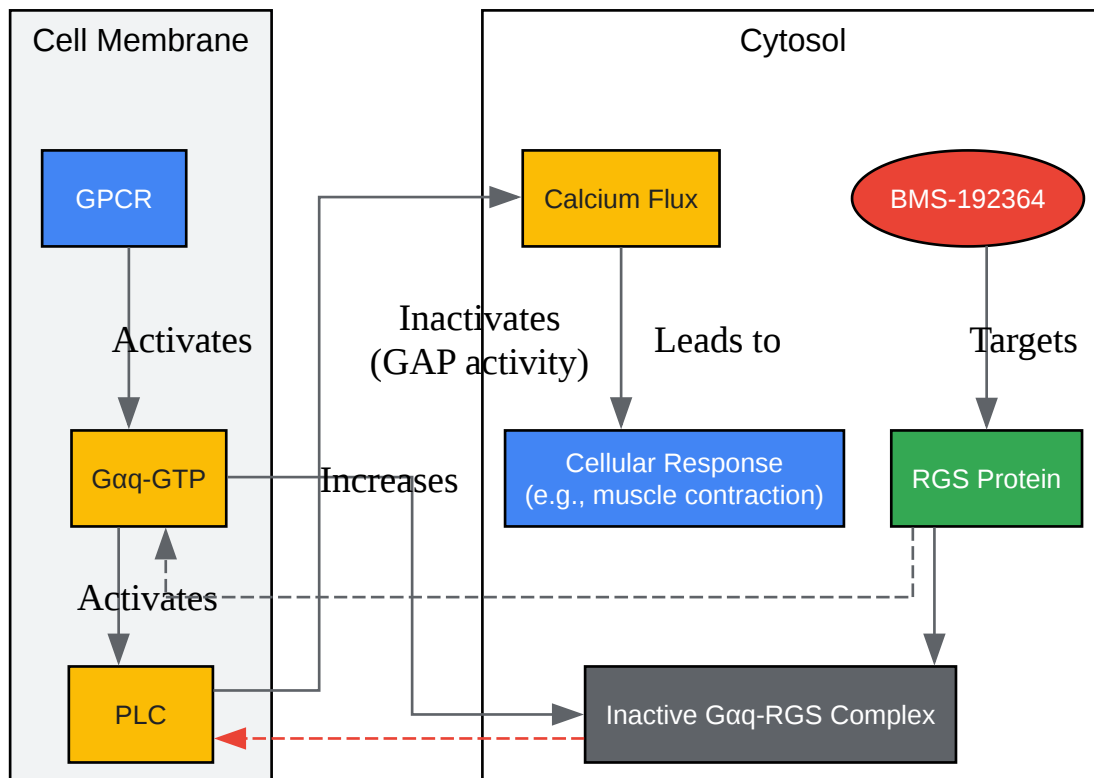 Cell Membrane
Cytosol
GPCR
Calcium Flux
BMS-192364
Activates
Inactivates
(GAP activity)
Leads to
Targets
Gαq-GTP
Increases
Cellular Response
(e.g., muscle contraction)
RGS Protein
Activates
PLC
Inactive Gαq-RGS Complex